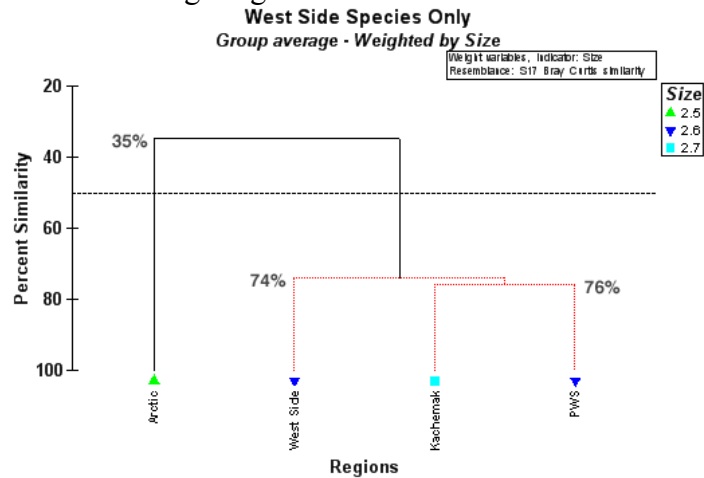 West Side Species Only
Group average - Weighted by Size
Weight variables, Indicator: Size
Resemblance: S17 Bray Curtis similarity
Size
2.5
2.6
2.7
Percent Similarity
20
40
60
80
100
35%
74%
76%
Arctic
West Side
Kachemak
PWS
Regions